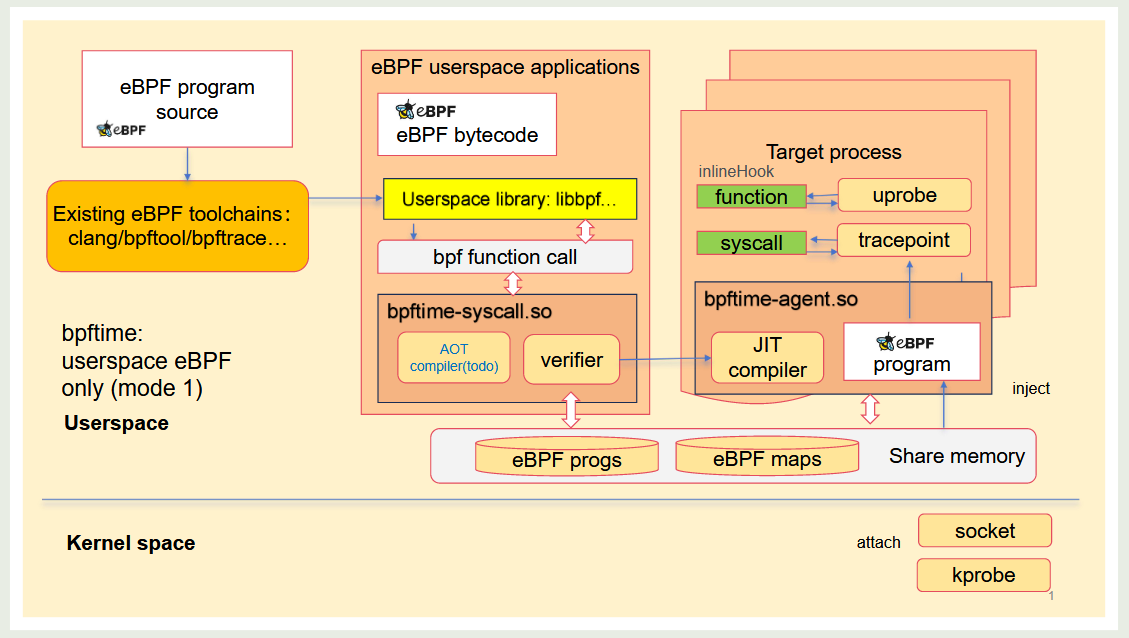 eBPF program
source
eBPF
Existing eBPF toolchains:
clang/bpftool/bpftrace...
bpftime:
userspace eBPF
only (mode 1)
Userspace
eBPF userspace applications
eBPF
eBPF bytecode
Userspace library: libbpf...
bpf function call
bpftime-syscall.so
AOT
compiler(todo)
verifier
Target process
inlineHook
function
uprobe
syscall
tracepoint
bpftime-agent.so
JIT
compiler
eBPF
program
inject
eBPF progs
eBPF maps
Share memory
Kernel space
attach
socket
kprobe
1